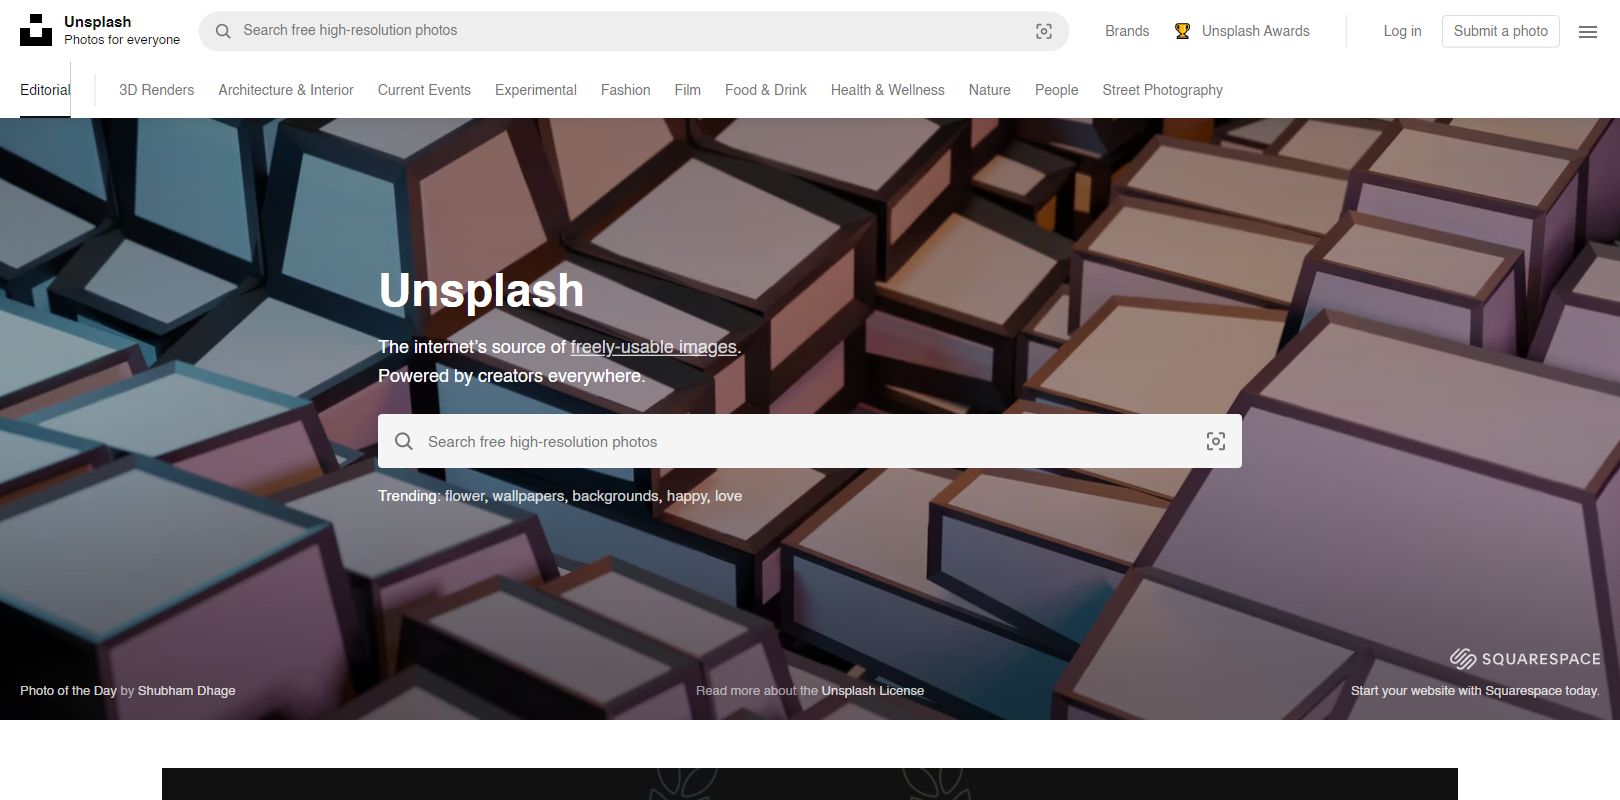 Unsplash
Photos for everyone
Search free high-resolution photos
Brands
Unsplash Awards
Log in
Submit a photo
Editorial
3D Renders
Architecture & Interior
Current Events
Experimental
Fashion
Film
Food & Drink
Health & Wellness
Nature
People
Street Photography
Unsplash
The internet’s source of freely-usable images.
Powered by creators everywhere.
Search free high-resolution photos
Trending: flower, wallpapers, backgrounds, happy, love
SQUARESPACE
Photo of the Day by Shubham Dhage
Read more about the Unsplash License
Start your website with Squarespace today.